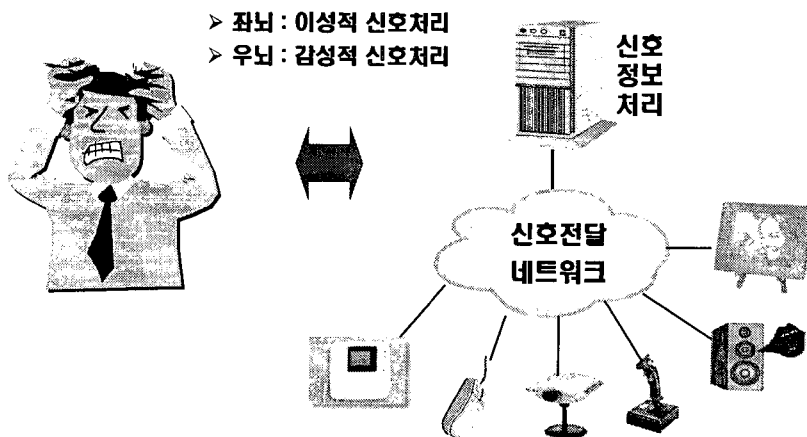 ➢ 좌뇌 : 이성적 신호처리
➢ 우뇌 : 감성적 신호처리
신호
정보
처리
신호전달
네트워크